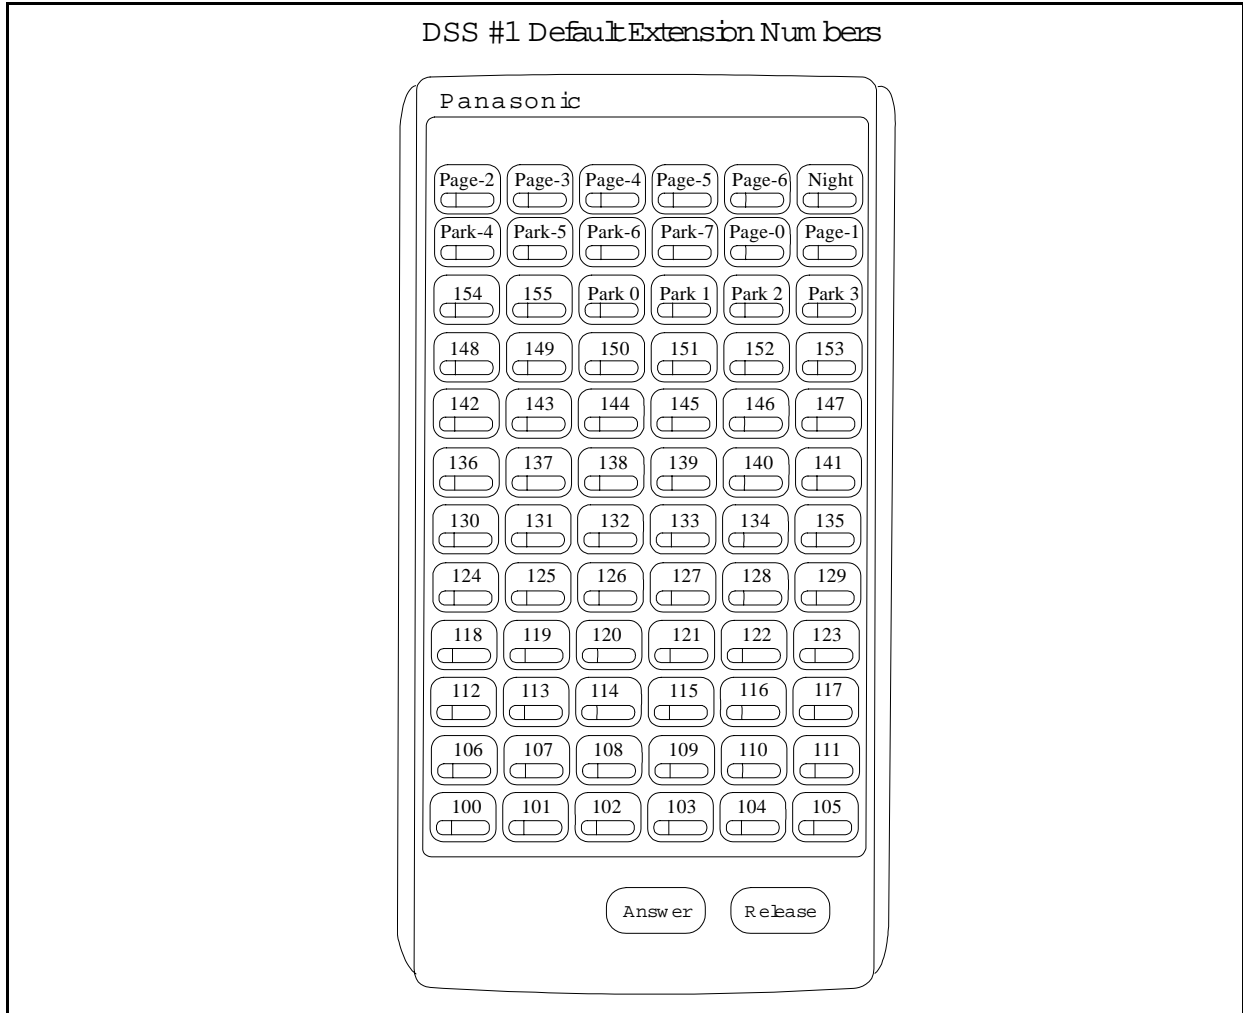 DSS #1 Default Extension Numbers
Panasonic
Page-2 Page-3 Page-4 Page-5 Page-6 Night
Park-4 Park-5 Park-6 Park-7 Page-0 Page-1
154 155 Park 0 Park 1 Park 2 Park 3
148 149 150 151 152 153
142 143 144 145 146 147
136 137 138 139 140 141
130 131 132 133 134 135
124 125 126 127 128 129
118 119 120 121 122 123
112 113 114 115 116 117
106 107 108 109 110 111
100 101 102 103 104 105
Answer Release